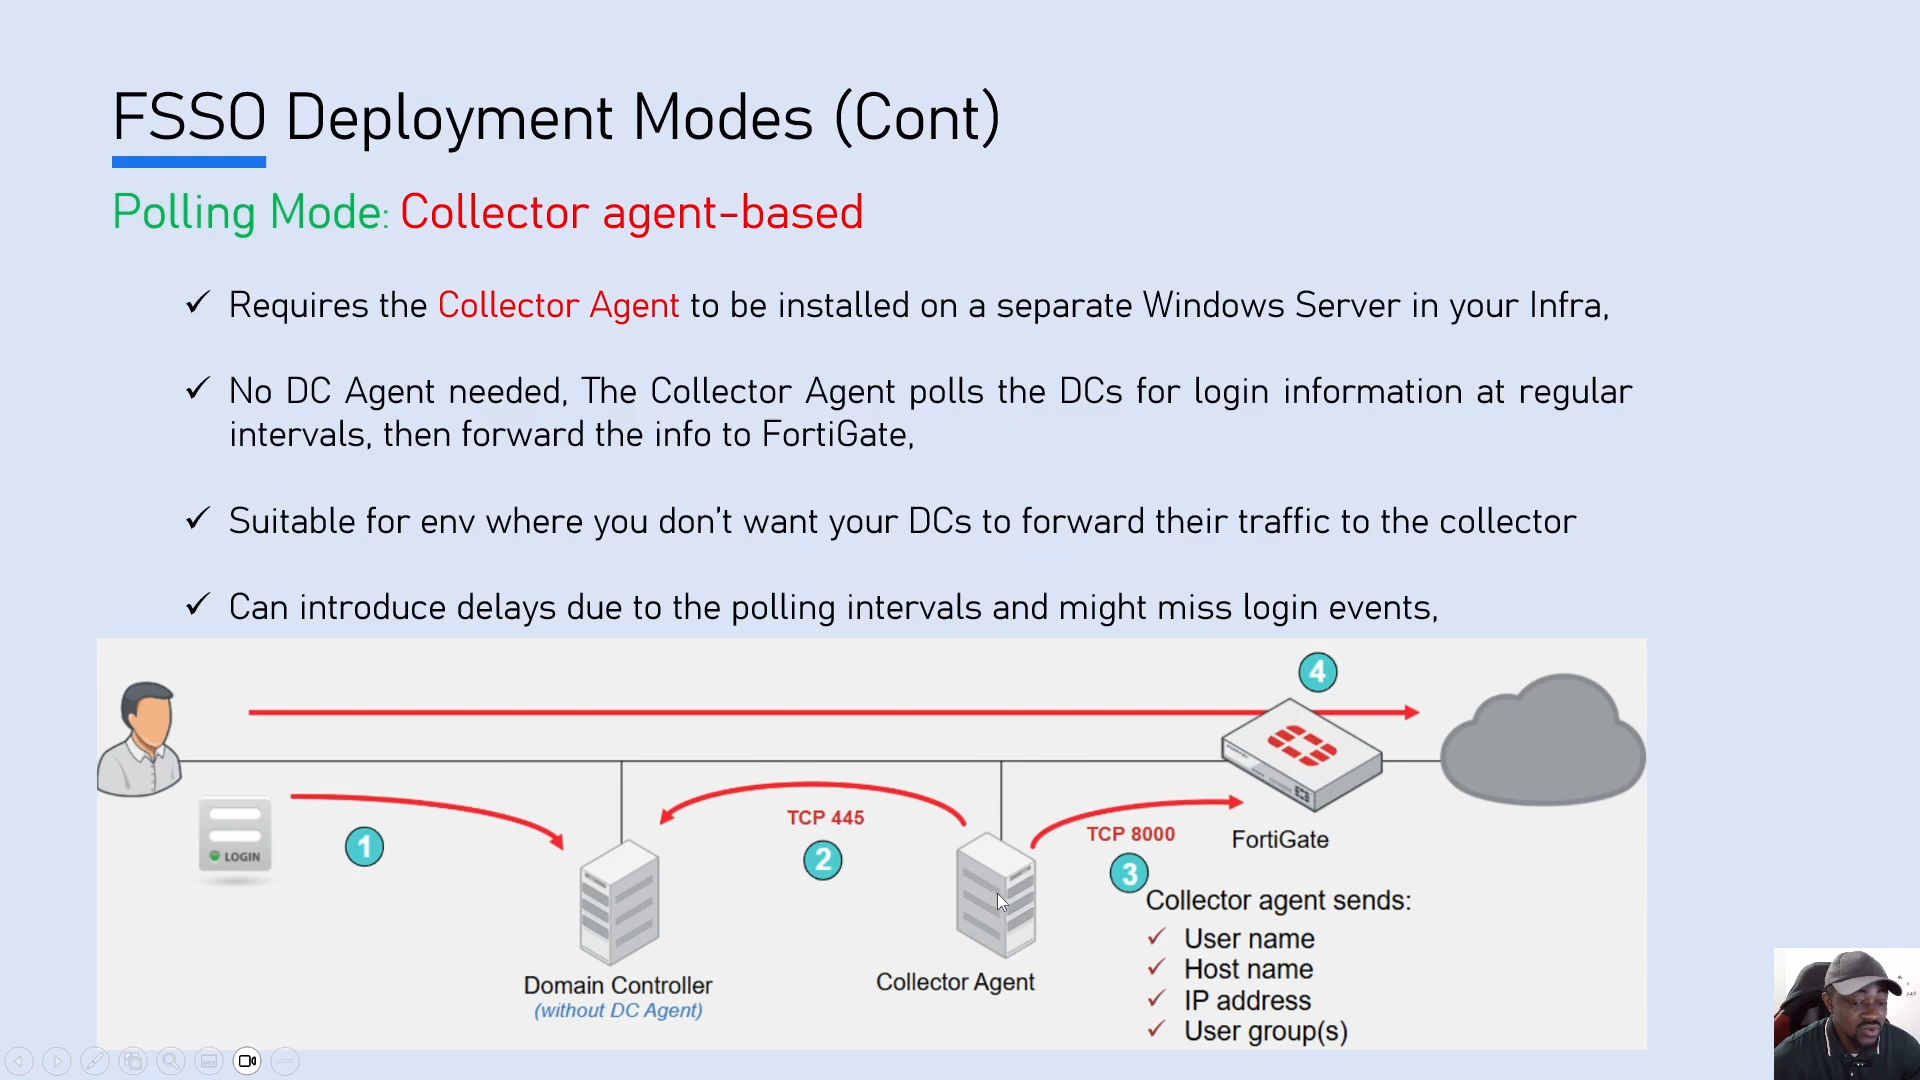 FSSO Deployment Modes (Cont)
Polling Mode: Collector agent-based
✓ Requires the Collector Agent to be installed on a separate Windows Server in your Infra,
✓ No DC Agent needed, The Collector Agent polls the DCs for login information at regular
intervals, then forward the info to FortiGate,
✓ Suitable for env where you don't want your DCs to forward their traffic to the collector
✓ Can introduce delays due to the polling intervals and might miss login events,
4
TCP 445
TCP 8000
FortiGate
1
2
3
LOGIN
Collector agent sends:
✓ User name
✓ Host name
✓ IP address
✓ User group(s)
Domain Controller
(without DC Agent)
Collector Agent